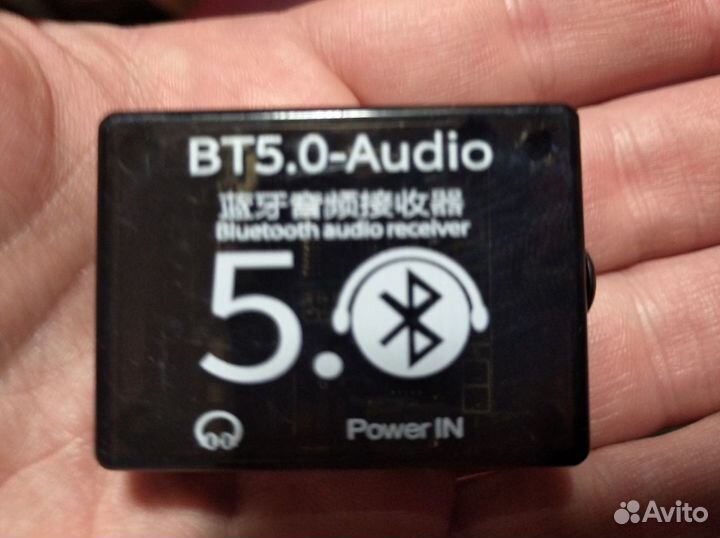 BT5.0-Audio
蓝牙音频接收器
Bluetooth audio receiver
5.0
Power IN
Avito